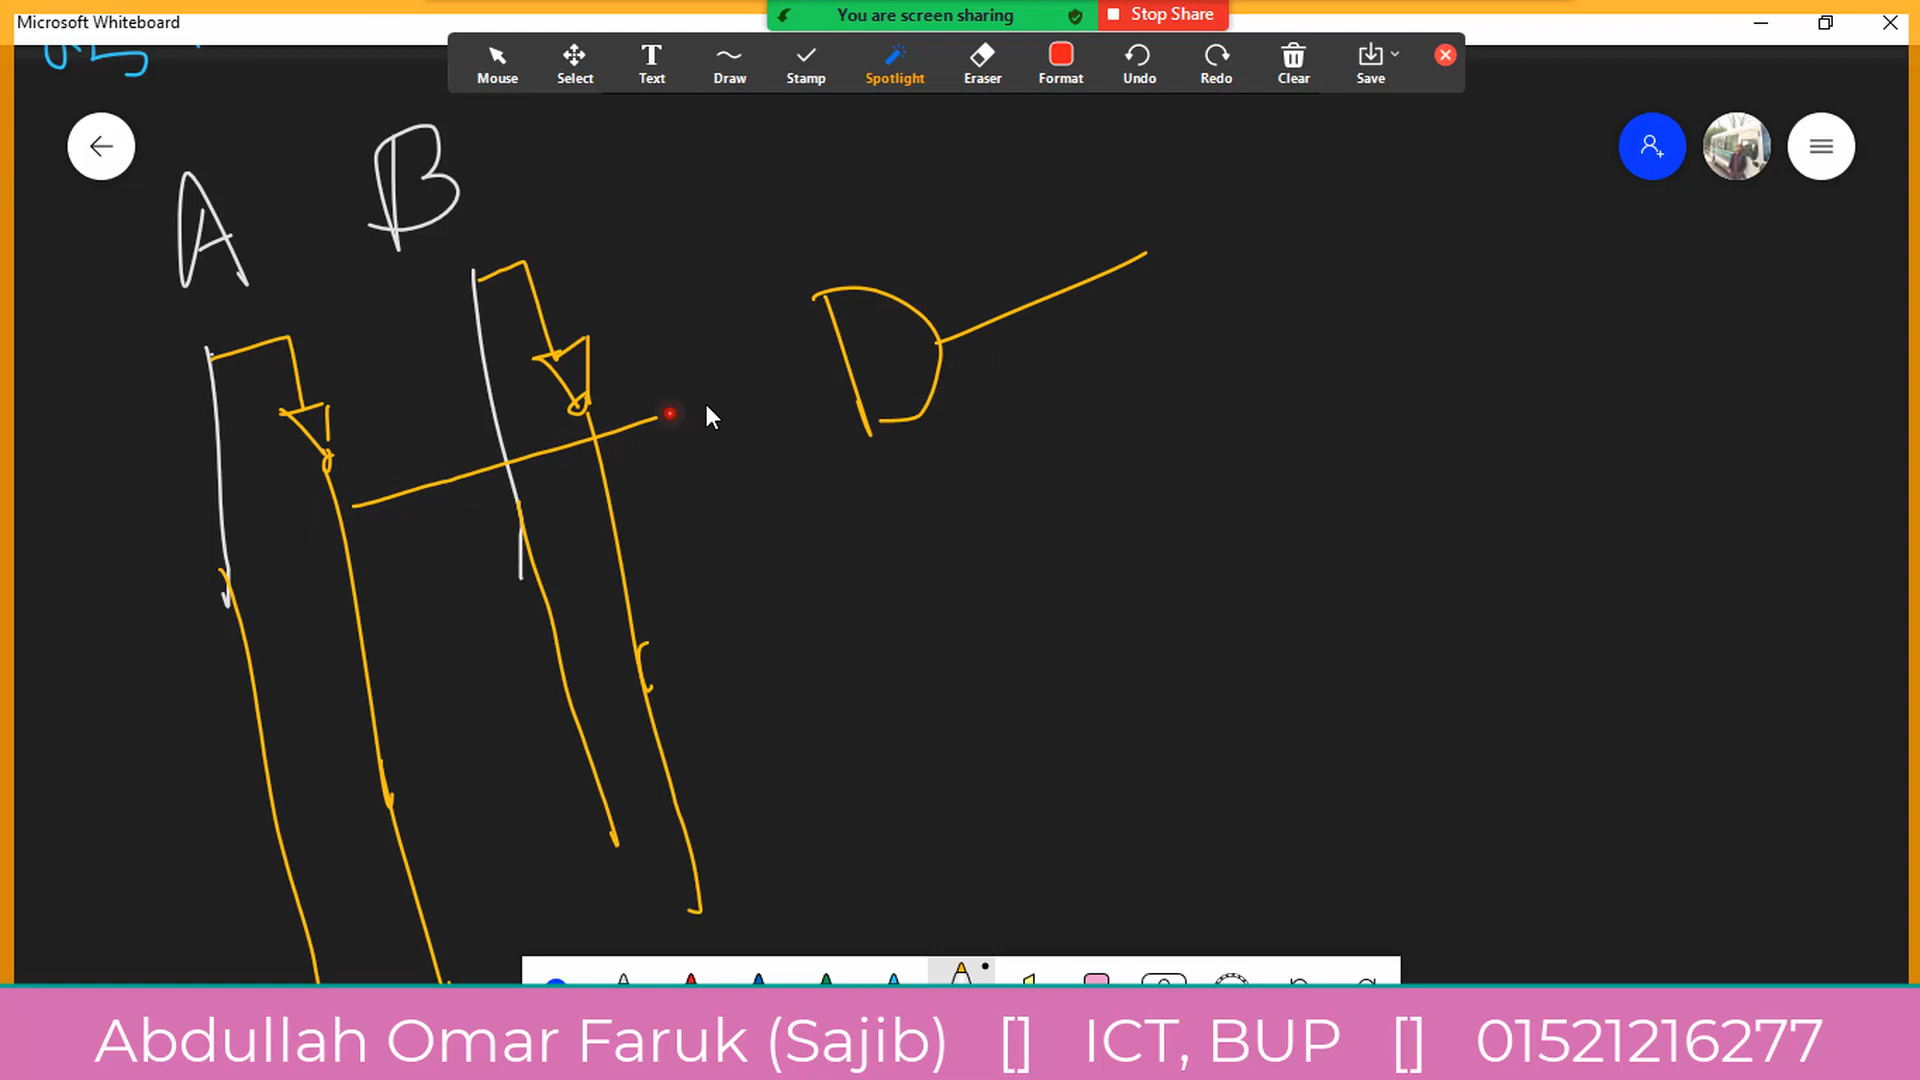 Microsoft Whiteboard
You are screen sharing
Stop Share
Mouse
Select
Text
Draw
Stamp
Spotlight
Eraser
Format
Undo
Redo
Clear
Save
A
B
Abdullah Omar Faruk (Sajib) [] ICT, BUP [] 01521216277